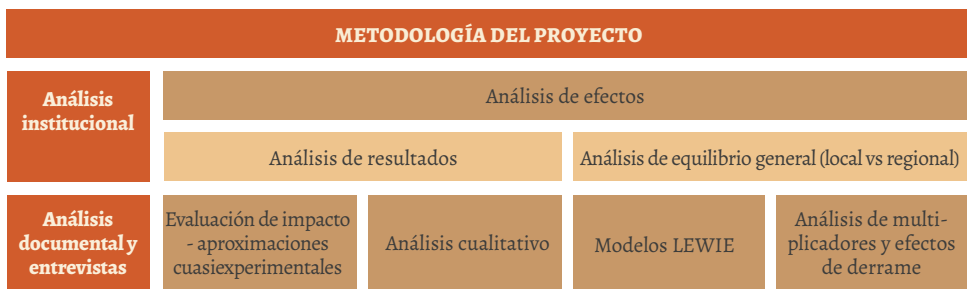 METODOLOGÍA DEL PROYECTO
Análisis
institucional
Análisis de efectos
Análisis de resultados
Análisis de equilibrio general (local vs regional)
Análisis
documental y
entrevistas
Evaluación de impacto
- aproximaciones
cuasiexperimentales
Análisis cualitativo
Modelos LEWIE
Análisis de multi-
plicadores y efectos
de derrame